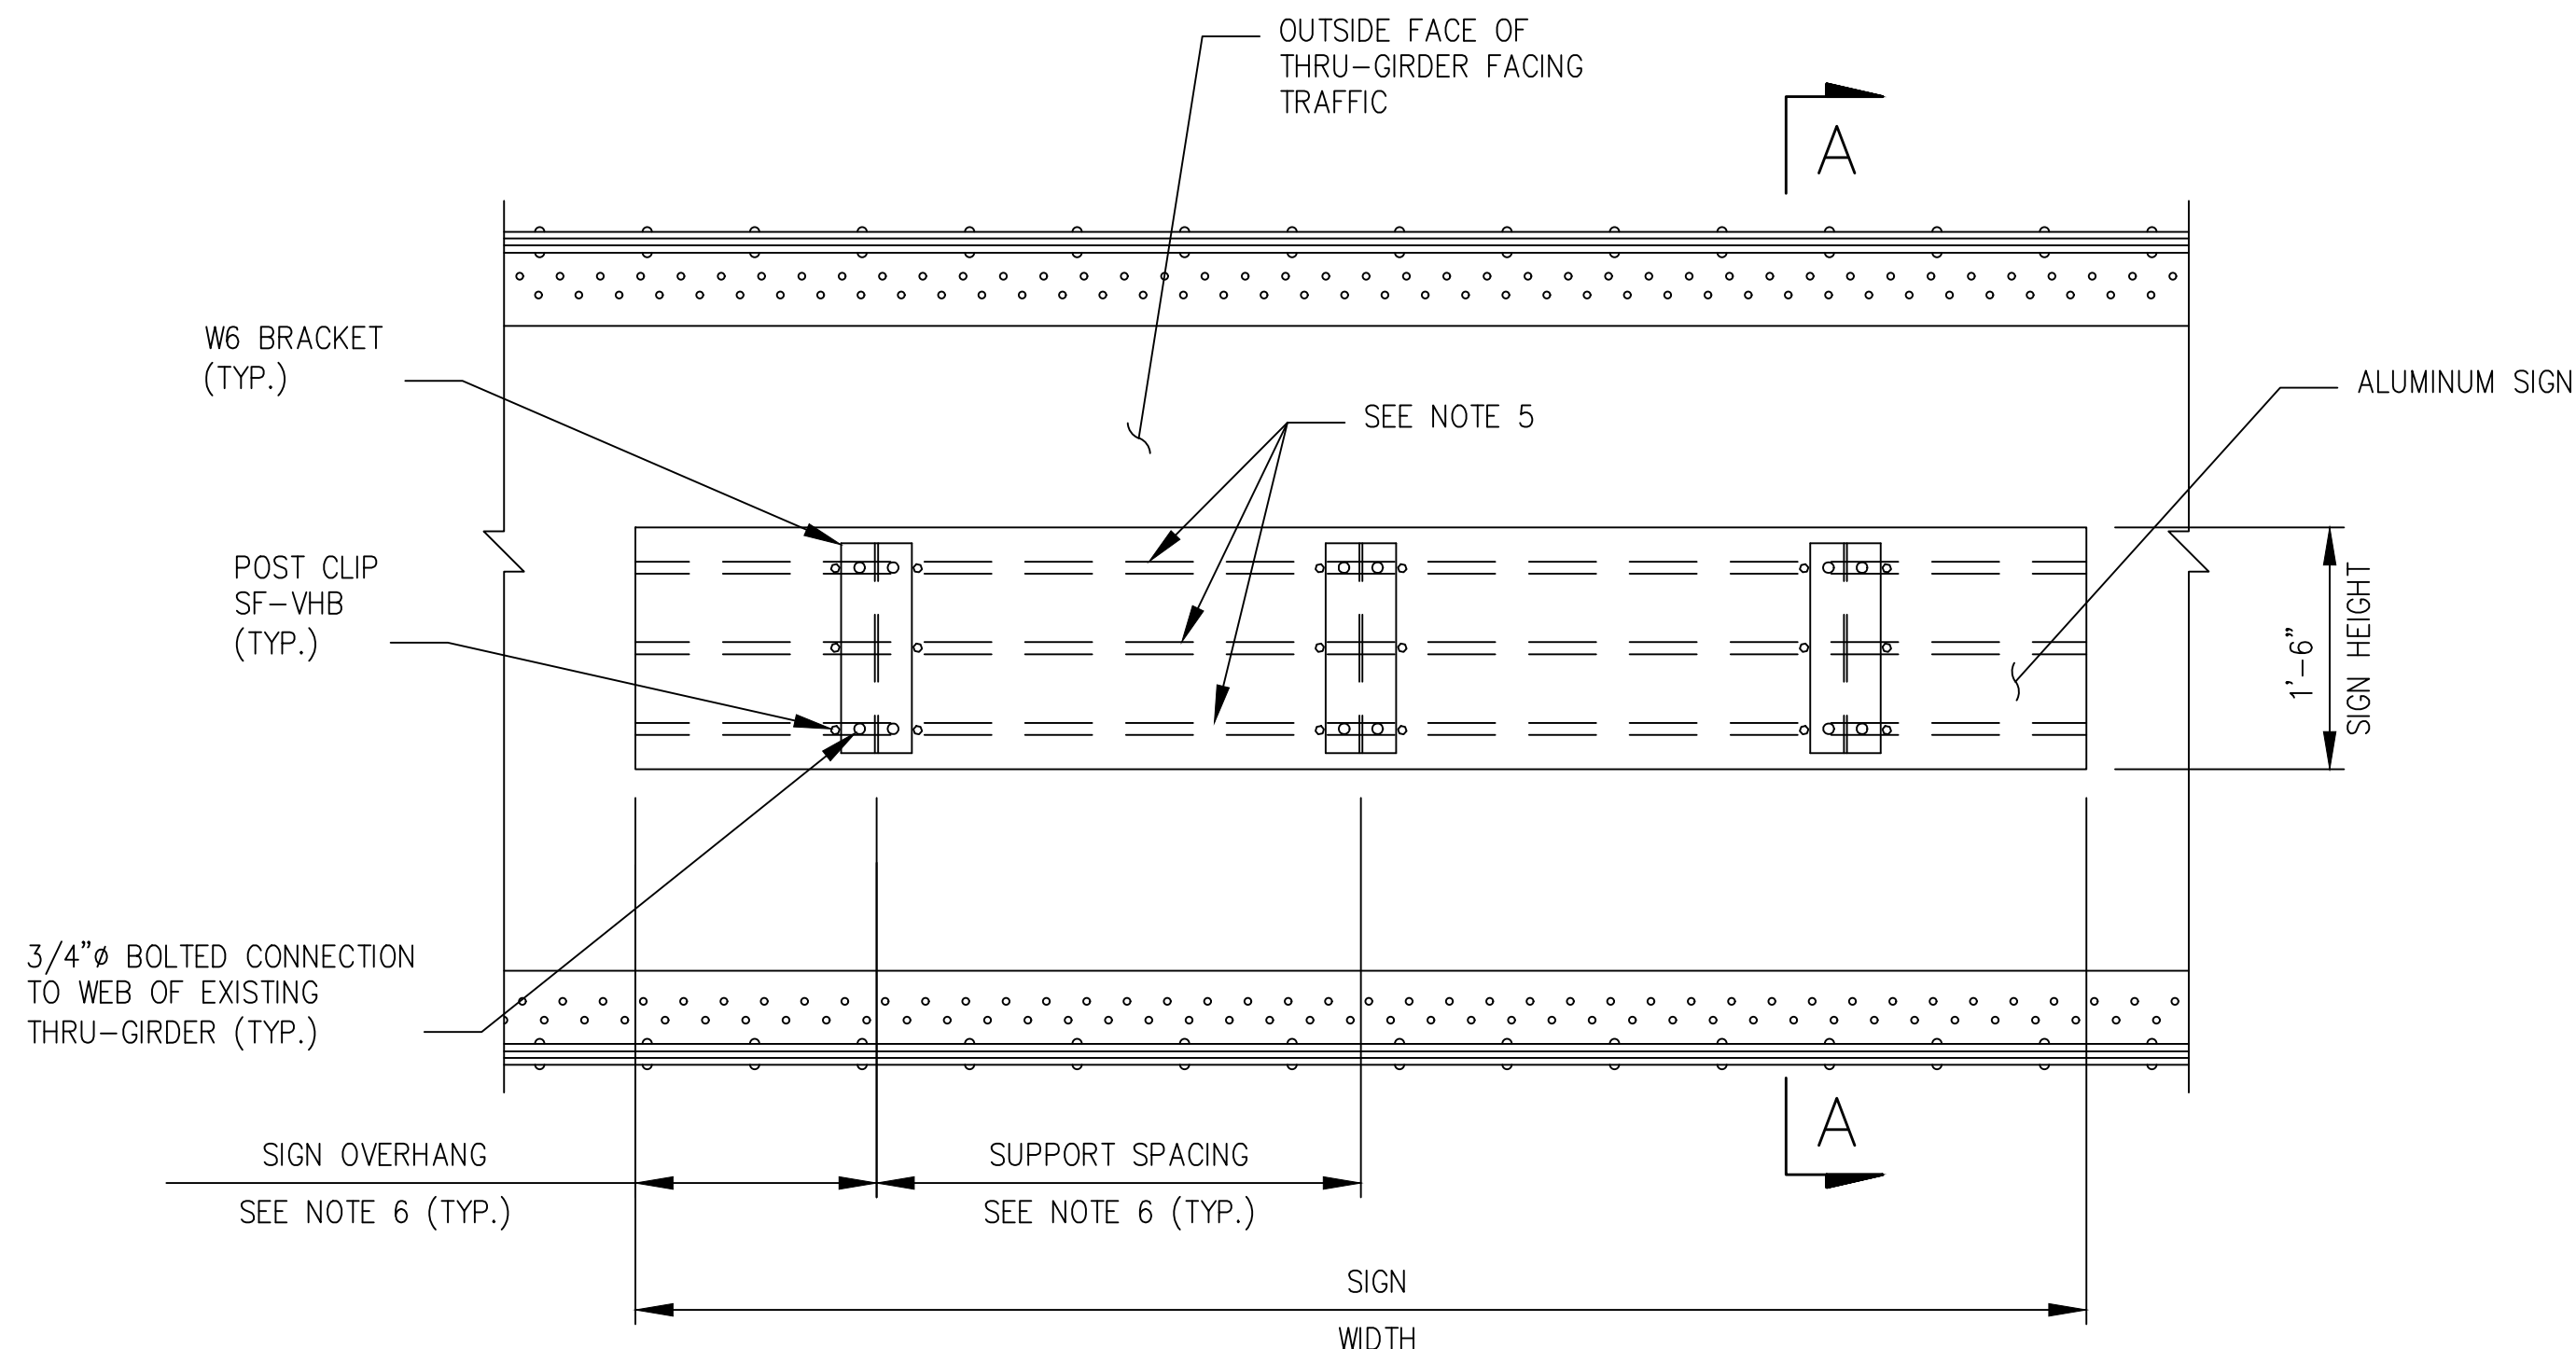 OUTSIDE FACE OF
THRU-GIRDER FACING
TRAFFIC
A
W6 BRACKET
(TYP.)
SEE NOTE 5
ALUMINUM SIGN
POST CLIP
SF-VHB
(TYP.)
1'-6"
SIGN HEIGHT
3/4"ø BOLTED CONNECTION
TO WEB OF EXISTING
THRU-GIRDER (TYP.)
A
SIGN OVERHANG
SEE NOTE 6 (TYP.)
SUPPORT SPACING
SEE NOTE 6 (TYP.)
SIGN
WIDTH